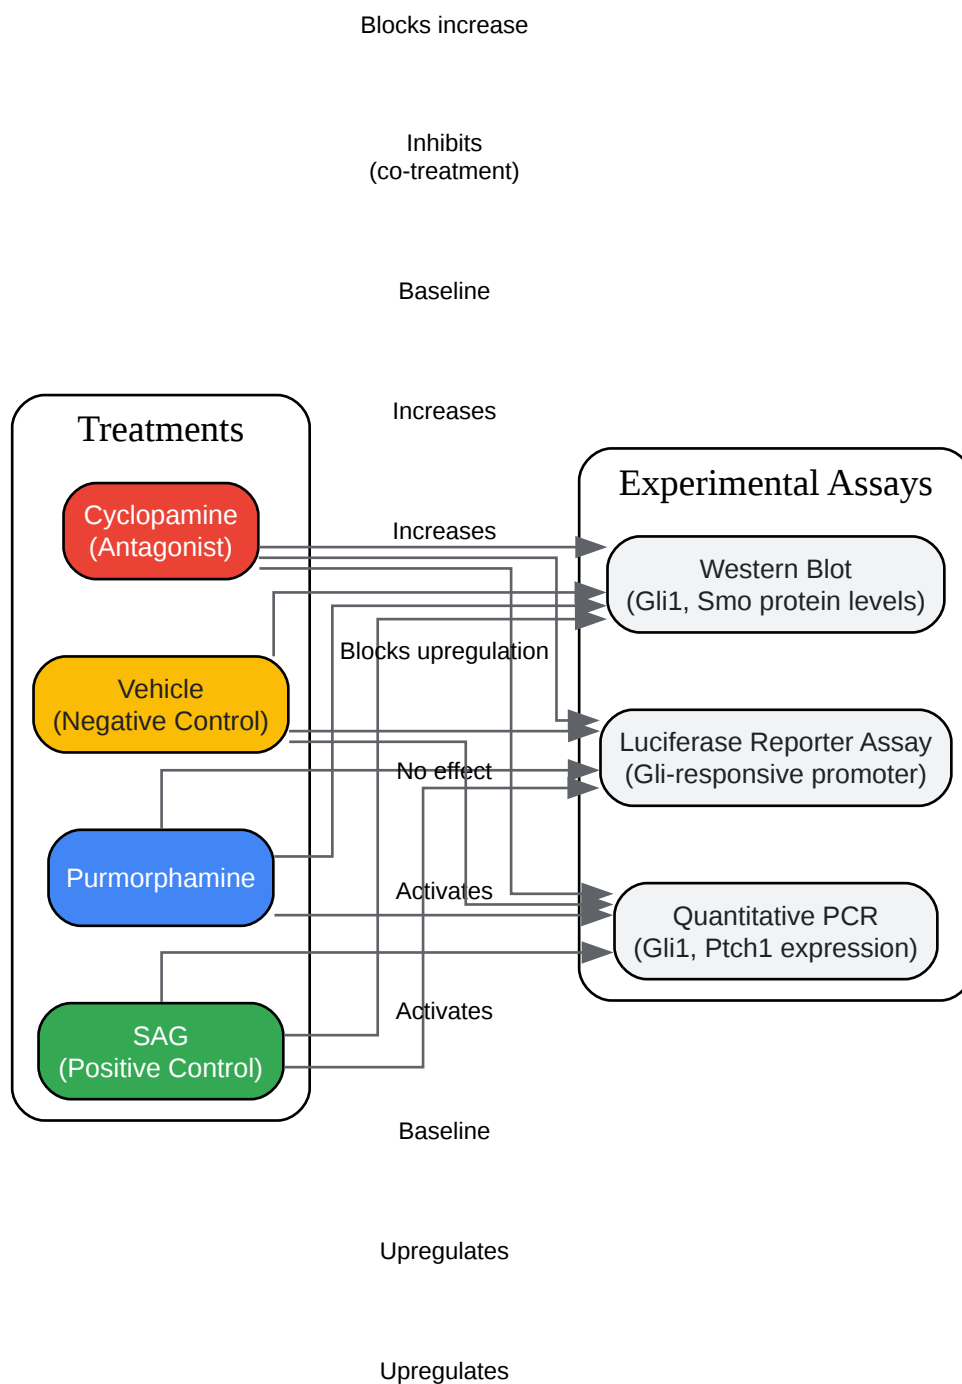 Blocks increase
Inhibits
(co-treatment)
Baseline
Increases
Treatments
Experimental Assays
Cyclopamine
(Antagonist)
Increases
Western Blot
(Gli1, Smo protein levels)
Blocks upregulation
Vehicle
(Negative Control)
Luciferase Reporter Assay
(Gli-responsive promoter)
No effect
Purmorphamine
Activates
Quantitative PCR
(Gli1, Ptch1 expression)
Activates
SAG
(Positive Control)
Baseline
Upregulates
Upregulates